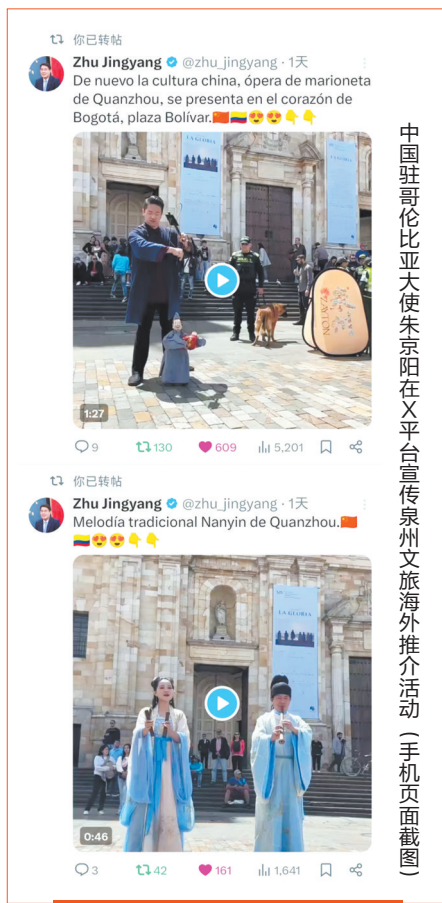 你已转帖
Zhu Jingyang @zhu_jingyang · 1天
De nuevo la cultura china, ópera de marioneta
de Quanzhou, se presenta en el corazón de
Bogotá, plaza Bolívar.🇨🇳🇨🇴😍😍👇👇
LA GLORIA
泉州
ZAYTON
1:27
9 130 609 5,201
你已转帖
Zhu Jingyang @zhu_jingyang · 1天
Melodía tradicional Nanyin de Quanzhou.🇨🇳
🇨🇴😍😍👇👇
LA GLORIA
0:46
3 42 161 1,641
中国驻哥伦比亚大使朱京阳在X平台宣传泉州文旅海外推介活动（手机页面截图）